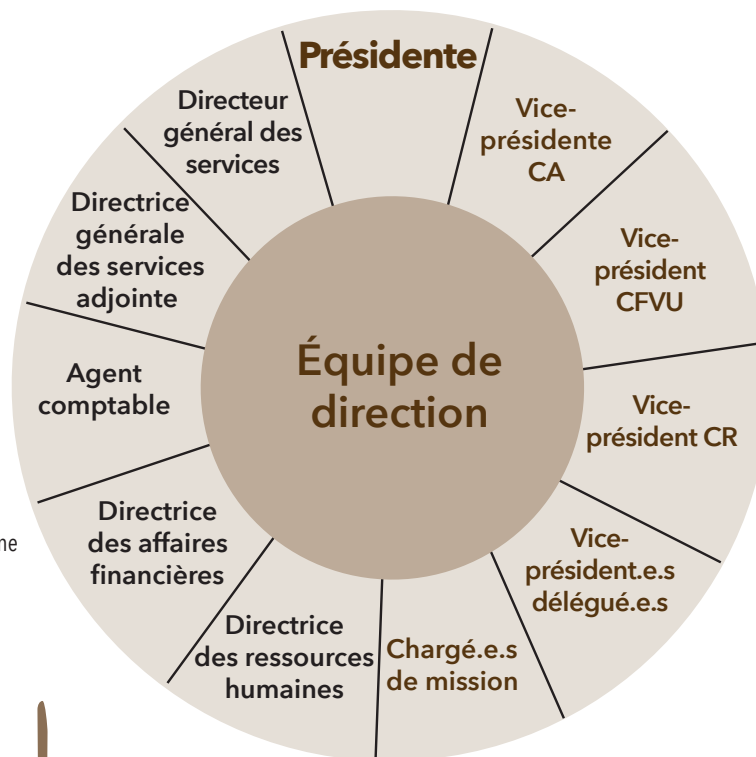 Présidente
Vice-
présidente
CA
Vice-
président
CFVU
Vice-
président CR
Vice-
président.e.s
délégué.e.s
Chargé.e.s
de mission
Directrice
des ressources
humaines
Directrice
des affaires
financières
Agent
comptable
Directrice
générale
des services
adjointe
Directeur
général des
services
Équipe de
direction